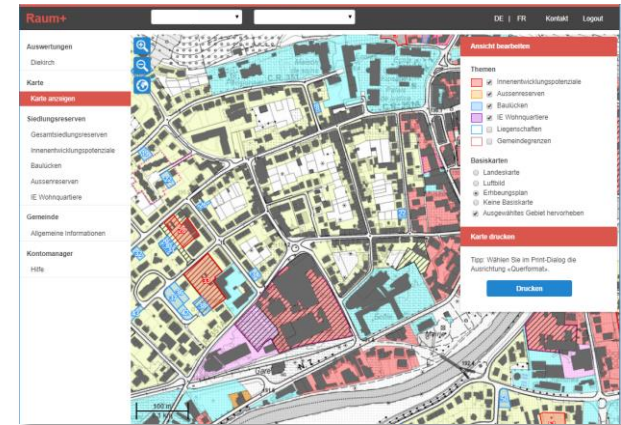 Raum+
DE | FR Kontakt Logout
Auswertungen
Diekirch
Karte
Karte anzeigen
Siedlungsreserven
Gesamtsiedlungsreserven
Innenentwicklungspotenziale
Baulücken
Aussenreserven
IE Wohnquartiere
Gemeinde
Allgemeine Informationen
Kontomanager
Hilfe
Ansicht bearbeiten
Themen
Innenentwicklungspotenziale
Aussenreserven
Baulücken
IE Wohnquartiere
Liegenschaften
Gemeindegrenzen
Basiskarten
Landeskarte
Luftbild
Erhbeungsplan
Keine Basiskarte
Ausgewähltes Gebiet hervorheben
Karte drucken
Tipp: Wählen Sie im Print-Dialog die
Ausrichtung «Querformat».
Drucken
Gare
100 m